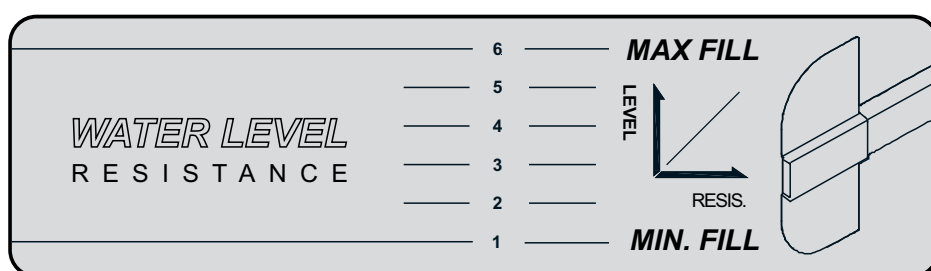 6 MAX FILL
5
WATER LEVEL
4
LEVEL
RESISTANCE
3
2
RESIS.
1 MIN. FILL